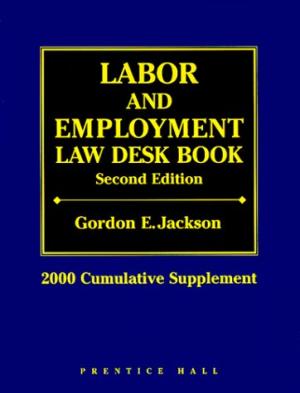 LABOR
AND
EMPLOYMENT
LAW DESK BOOK
Second Edition
Gordon E. Jackson
2000 Cumulative Supplement
PRENTICE HALL